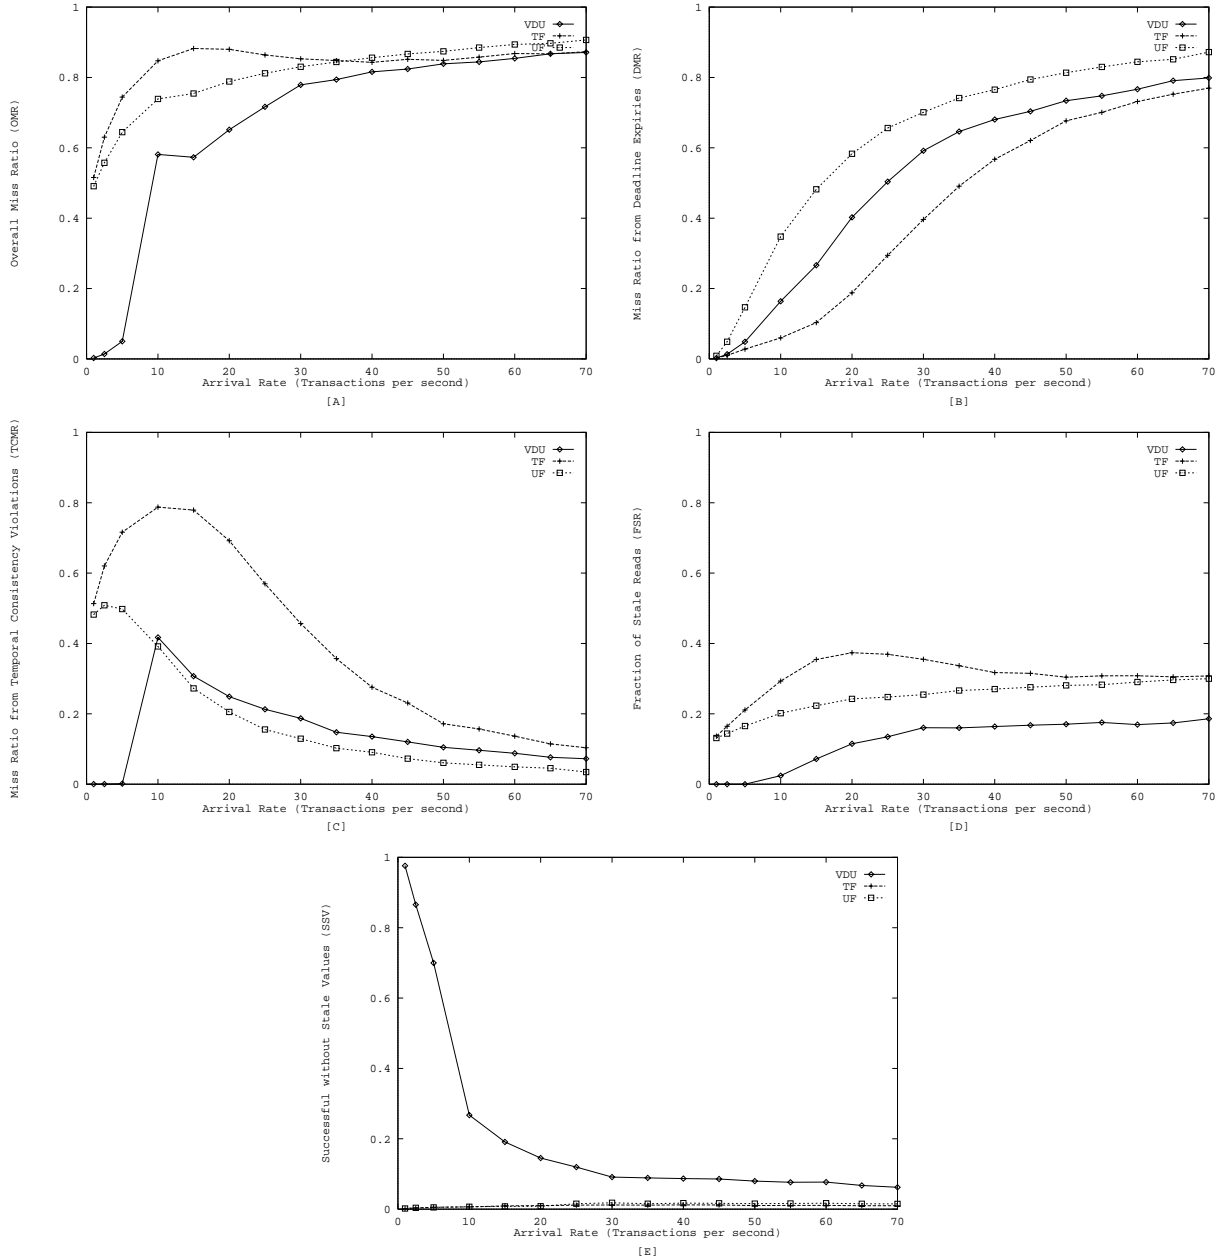 1
0.8
0.6
0.4
0.2
0
0 10 20 30 40 50 60 70
Overall Miss Ratio (OMR)
Arrival Rate (Transactions per second)
[A]
VDU
TF
UF
1
0.8
0.6
0.4
0.2
0
0 10 20 30 40 50 60 70
Miss Ratio from Deadline Expiries (DMR)
Arrival Rate (Transactions per second)
[B]
VDU
TF
UF
1
0.8
0.6
0.4
0.2
0
0 10 20 30 40 50 60 70
Miss Ratio from Temporal Consistency Violations (TCMR)
Arrival Rate (Transactions per second)
[C]
VDU
TF
UF
1
0.8
0.6
0.4
0.2
0
0 10 20 30 40 50 60 70
Fraction of Stale Reads (FSR)
Arrival Rate (Transactions per second)
[D]
VDU
TF
UF
1
0.8
0.6
0.4
0.2
0
0 10 20 30 40 50 60 70
Successful without Stale Values (SSV)
Arrival Rate (Transactions per second)
[E]
VDU
TF
UF